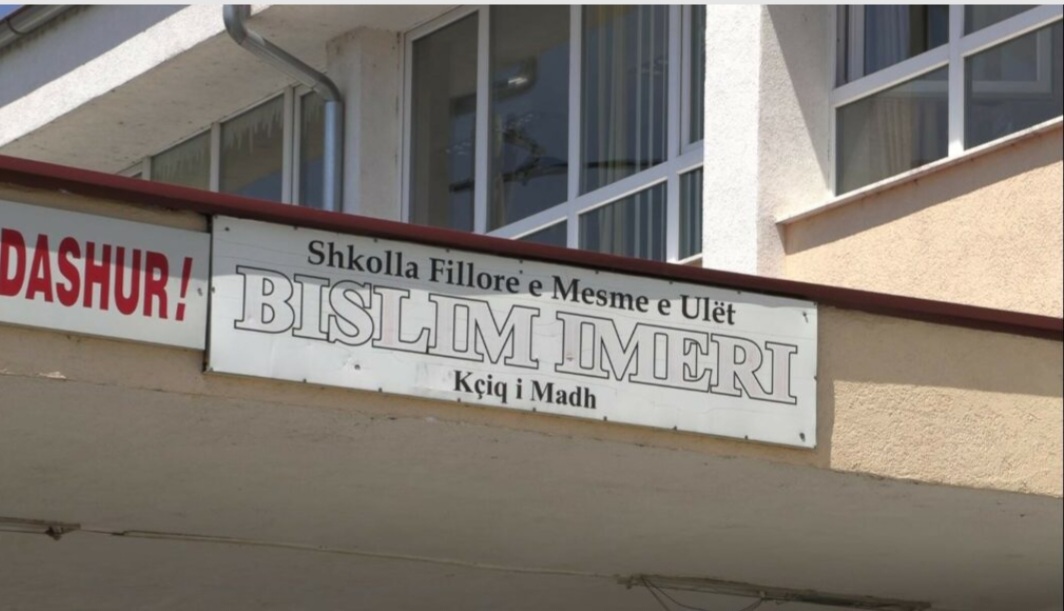 DASHUR!
Shkolla Fillore e Mesme e Ulët
BISLIM IMERI
Kçiq i Madh